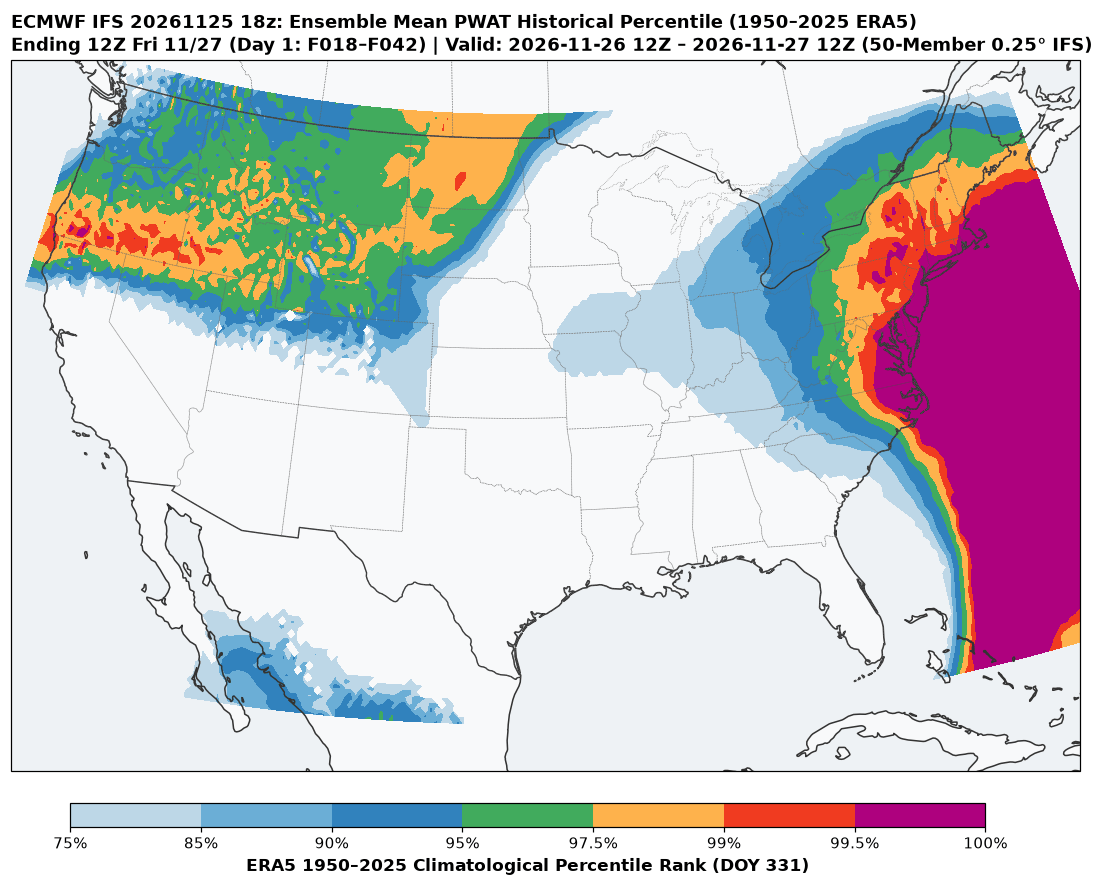 ECMWF IFS 20261125 18z: Ensemble Mean PWAT Historical Percentile (1950–2025 ERA5)
Ending 12Z Fri 11/27 (Day 1: F018–F042) | Valid: 2026-11-26 12Z – 2026-11-27 12Z (50-Member 0.25° IFS)
75% 85% 90% 95% 97.5% 99% 99.5% 100%
ERA5 1950–2025 Climatological Percentile Rank (DOY 331)